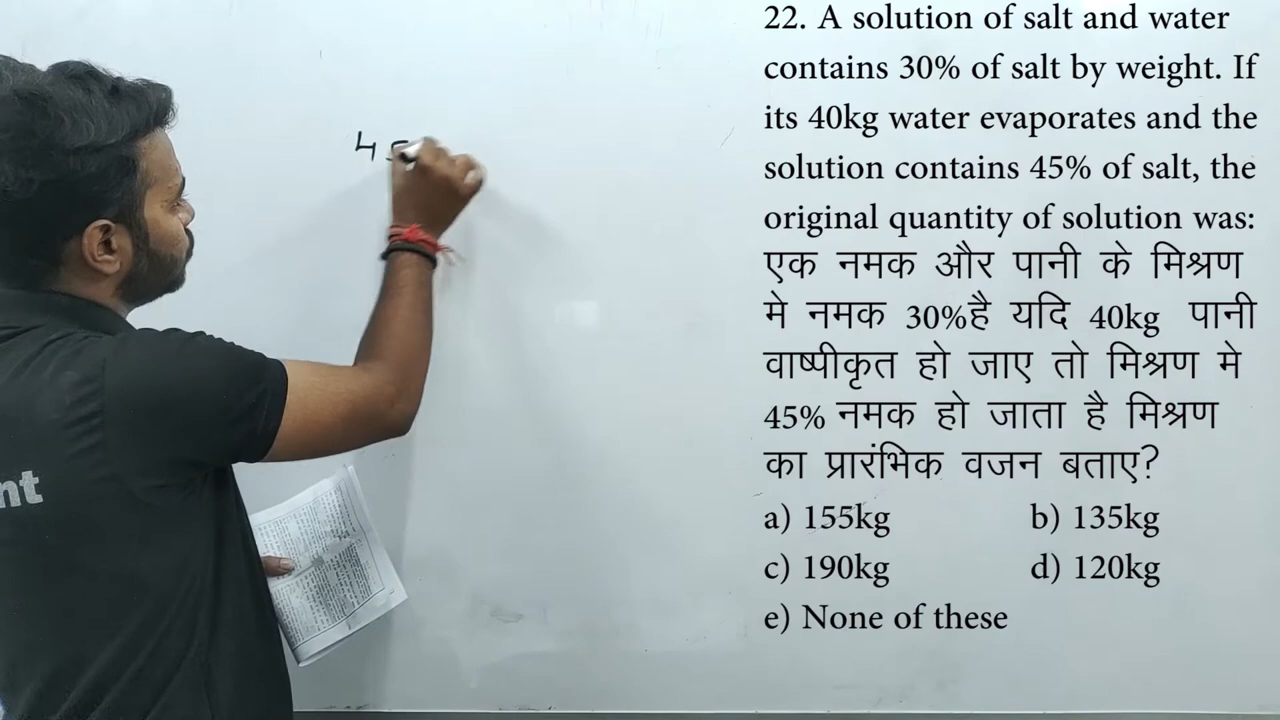 22. A solution of salt and water
contains 30% of salt by weight. If
its 40kg water evaporates and the
solution contains 45% of salt, the
original quantity of solution was:
एक नमक और पानी के मिश्रण
मे नमक 30%है यदि 40kg पानी
वाष्पीकृत हो जाए तो मिश्रण मे
45% नमक हो जाता है मिश्रण
का प्रारंभिक वजन बताए?
a) 155kg b) 135kg
c) 190kg d) 120kg
e) None of these
45
nt